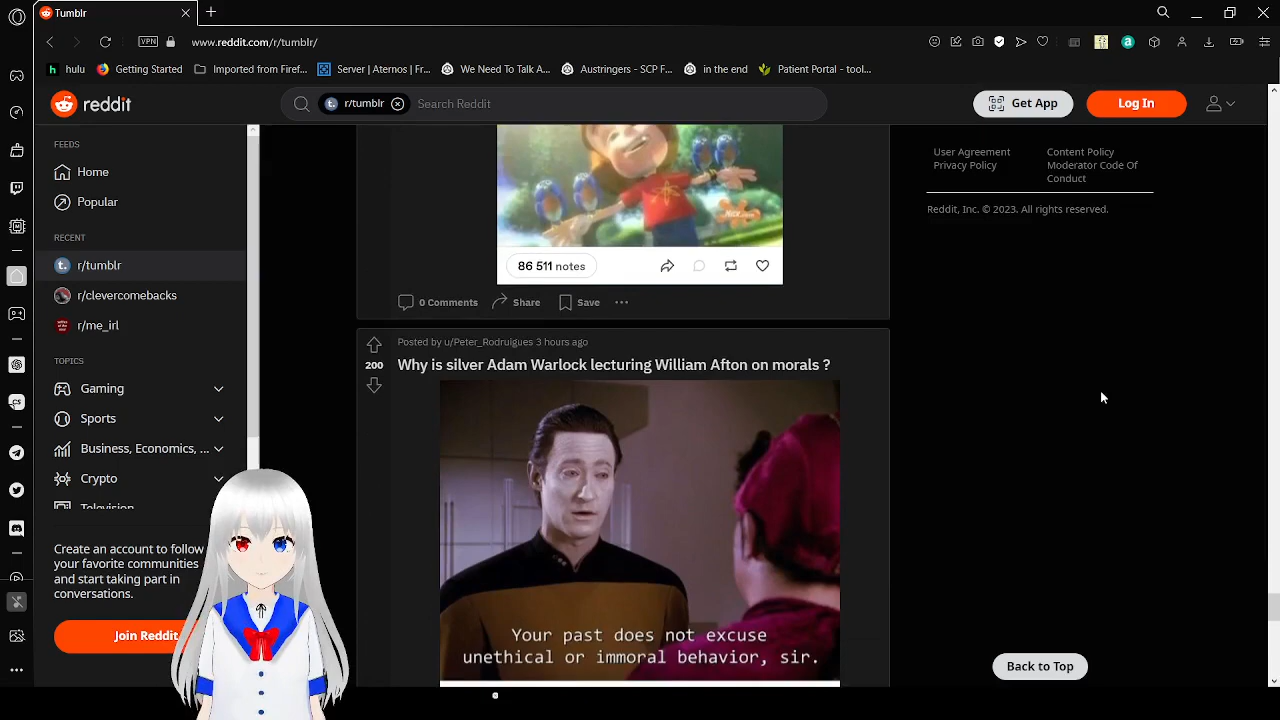 Tumblr
VPN
www.reddit.com/r/tumblr/
hulu
Getting Started
Imported from Firef...
Server | Aternos | Fr...
We Need To Talk A...
Austringers - SCP F...
in the end
Patient Portal - tool...
reddit
r/tumblr
Search Reddit
Get App
Log In
FEEDS
Home
Popular
RECENT
r/tumblr
r/clevercomebacks
r/me_irl
TOPICS
Gaming
Sports
Business, Economics, ...
Crypto
Television
Create an account to follow
your favorite communities
and start taking part in
conversations.
Join Reddit
86 511 notes
0 Comments
Share
Save
Posted by u/Peter_Rodruigues 3 hours ago
200
Why is silver Adam Warlock lecturing William Afton on morals ?
Your past does not excuse
unethical or immoral behavior, sir.
User Agreement
Privacy Policy
Content Policy
Moderator Code Of
Conduct
Reddit, Inc. © 2023. All rights reserved.
Back to Top